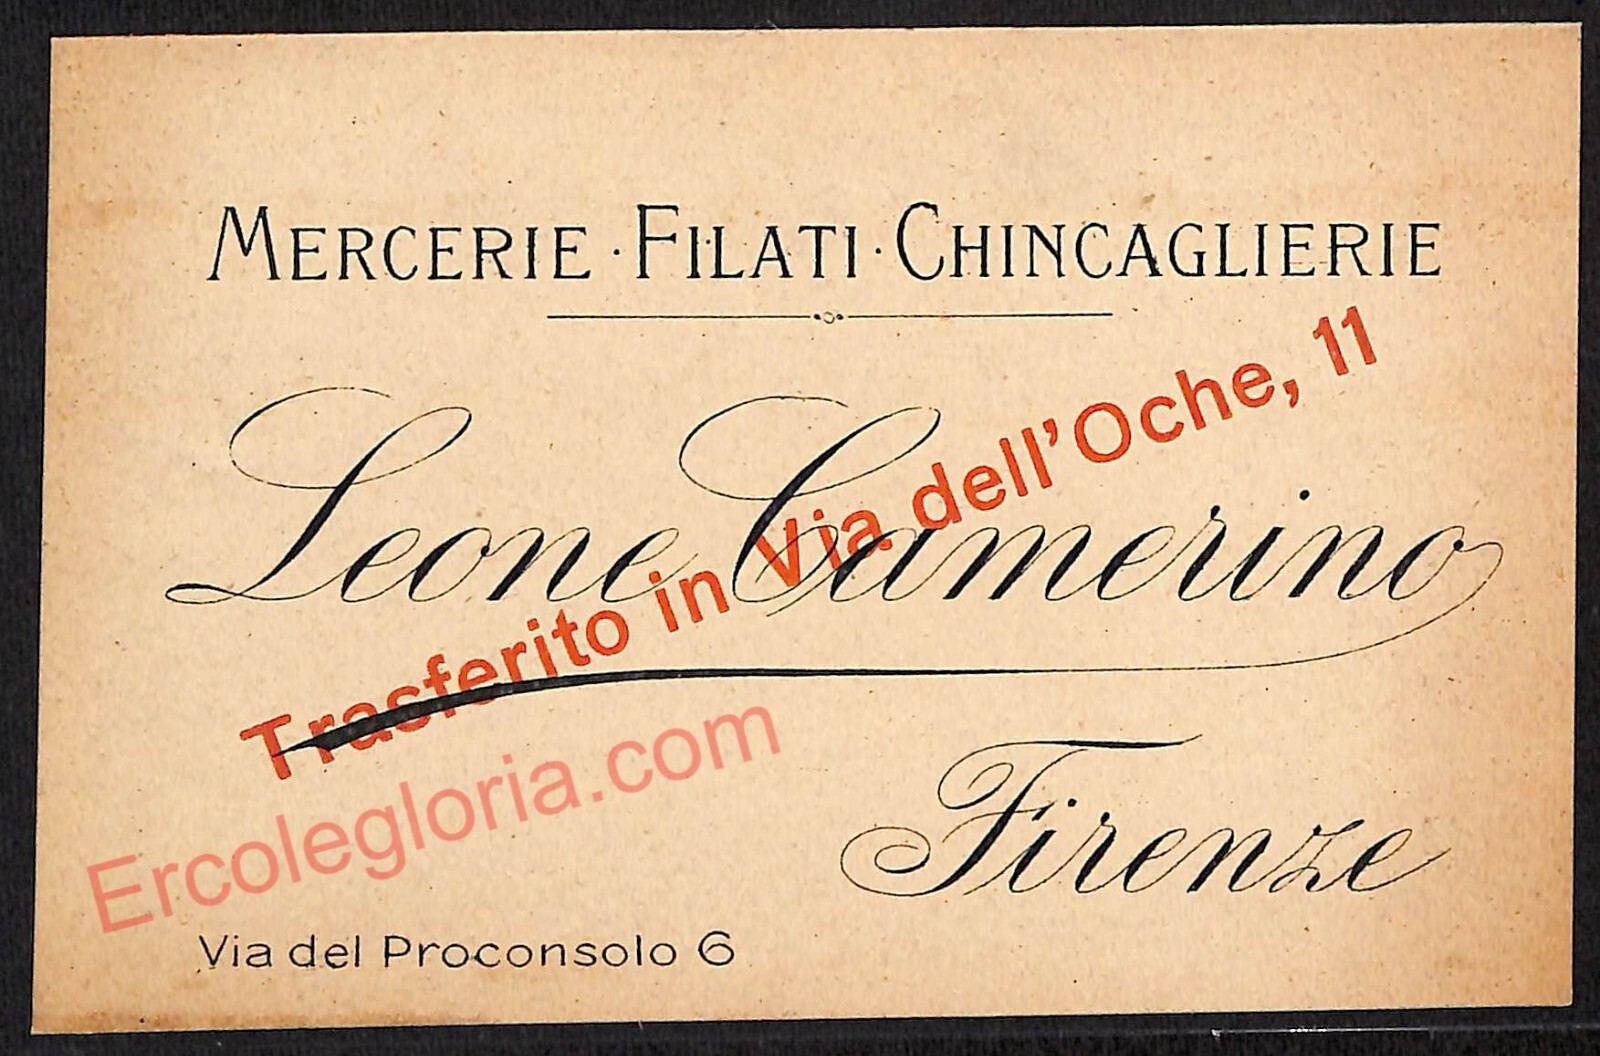 MERCERIE · FILATI · CHINCAGLIERIE
Leone Camerino
Trasferito in Via dell'Oche, 11
Firenze
Ercolegloria.com
Via del Proconsolo 6